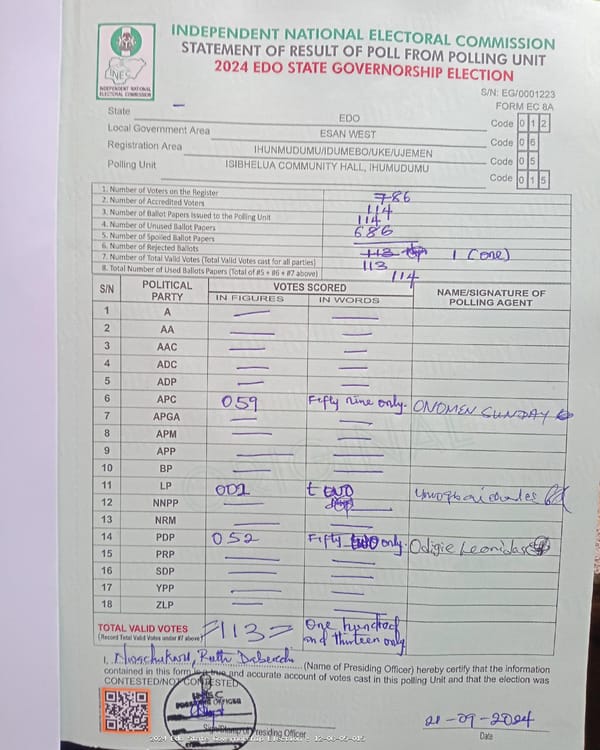 INDEPENDENT NATIONAL ELECTORAL COMMISSION
STATEMENT OF RESULT OF POLL FROM POLLING UNIT
2024 EDO STATE GOVERNORSHIP ELECTION
INEC
INDEPENDENT NATIONAL
ELECTORAL COMMISSION
S/N: EG/0001223
FORM EC 8A
State EDO Code 0 1 2
Local Government Area ESAN WEST Code 0 6
Registration Area IHUNMUDUMU/IDUMEBO/UKE/UJEMEN Code 0 5
Polling Unit ISIBHELUA COMMUNITY HALL, IHUMUDUMU Code 0 1 5
1. Number of Voters on the Register 786
2. Number of Accredited Voters 114
3. Number of Ballot Papers Issued to the Polling Unit 114
4. Number of Unused Ballot Papers 686
5. Number of Spoiled Ballot Papers
6. Number of Rejected Ballots 113 1 (one)
7. Number of Total Valid Votes (Total Valid Votes cast for all parties) 113
8. Total Number of Used Ballots Papers (Total of #5 + #6 + #7 above) 114
S/N POLITICAL PARTY VOTES SCORED NAME/SIGNATURE OF POLLING AGENT
IN FIGURES IN WORDS
1 A
2 AA
3 AAC
4 ADC
5 ADP
6 APC 059 Fifty nine only. ONOMEN SUNDAY
7 APGA
8 APM
9 APP
10 BP
11 LP 002 two
12 NNPP
13 NRM
14 PDP 052 Fifty two only. Odigie Leonidas
15 PRP
16 SDP
17 YPP
18 ZLP
TOTAL VALID VOTES =113= One hundred and thirteen only
(Record Total Valid Votes under #7 above)
I, Ruth (Name of Presiding Officer) hereby certify that the information
contained in this form is a true and accurate account of votes cast in this polling Unit and that the election was
CONTESTED/NOT CONTESTED
INEC
PRESIDING OFFICER
Sign/Stamp of Presiding Officer
21-09-2024
Date